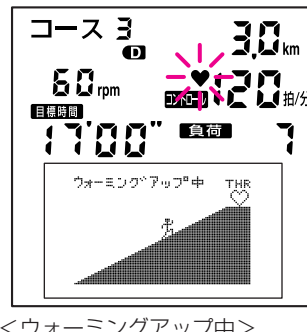 コース 3
D
3.0 km
60 rpm
コントロール 120 拍/分
目標時間
17'00"
負荷 7
ウォーミングアップ中 THR
<ウォーミングアップ中>